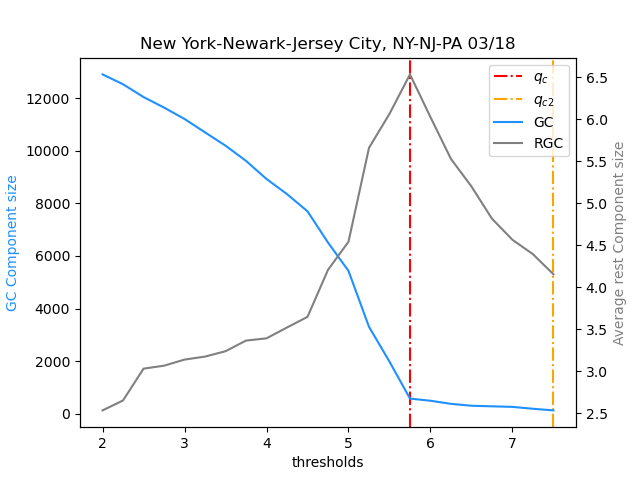 New York-Newark-Jersey City, NY-NJ-PA 03/18
GC Component size
12000
10000
8000
6000
4000
2000
0
2 3 4 5 6 7
thresholds
6.5
6.0
5.5
5.0
4.5
4.0
3.5
3.0
2.5
Average rest Component size
q_c
q_c2
GC
RGC